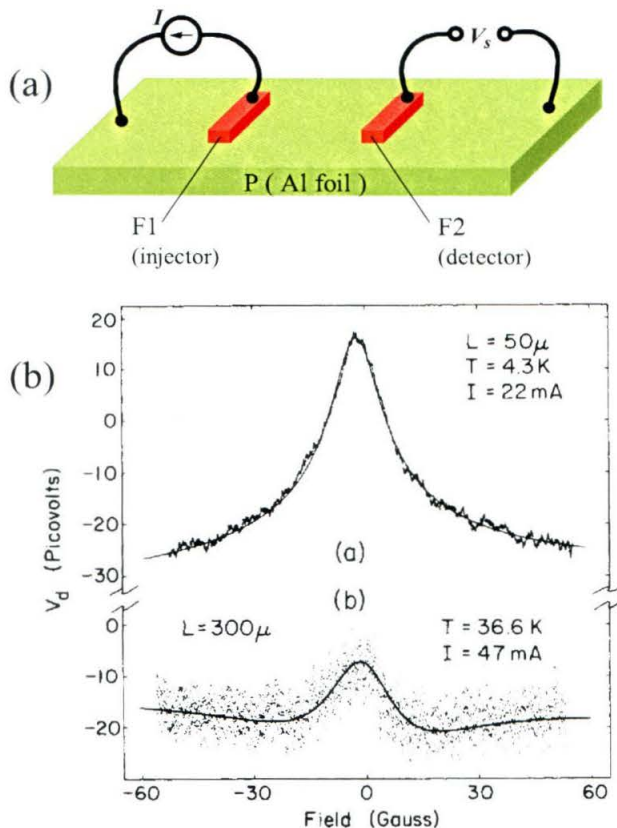 (a)
I
V_s
P ( Al foil )
F1
(injector)
F2
(detector)
(b)
V_d (Picovolts)
20
10
0
-10
-20
-30
L = 50μ
T = 4.3 K
I = 22 mA
(a)
(b)
0
-10
-20
L = 300μ
T = 36.6 K
I = 47 mA
-60
-30
0
30
60
Field (Gauss)